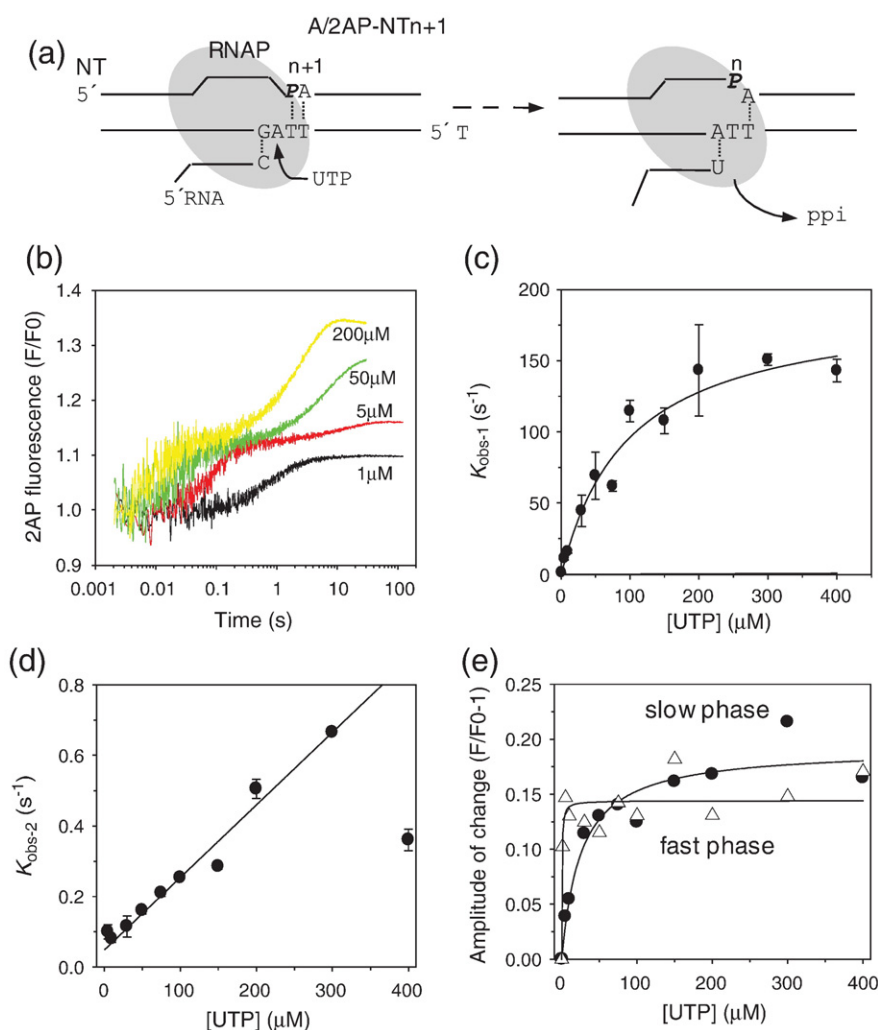 (a)
A/2AP-NTn+1
RNAP
NT
n+1
5´
PA
GATT
5´ T
C
UTP
5´RNA
n
P
A
ATT
U
ppi
(b)
2AP fluorescence (F/F0)
1.4
1.3
1.2
1.1
1.0
0.9
200µM
50µM
5µM
1µM
0.001 0.01 0.1 1 10 100
Time (s)
(c)
Kobs-1 (s-1)
200
150
100
50
0
0 100 200 300 400
[UTP] (µM)
(d)
Kobs-2 (s-1)
0.8
0.6
0.4
0.2
0.0
0 100 200 300 400
[UTP] (µM)
(e)
Amplitude of change (F/F0-1)
0.25
0.20
0.15
0.10
0.05
0.00
slow phase
fast phase
0 100 200 300 400
[UTP] (µM)